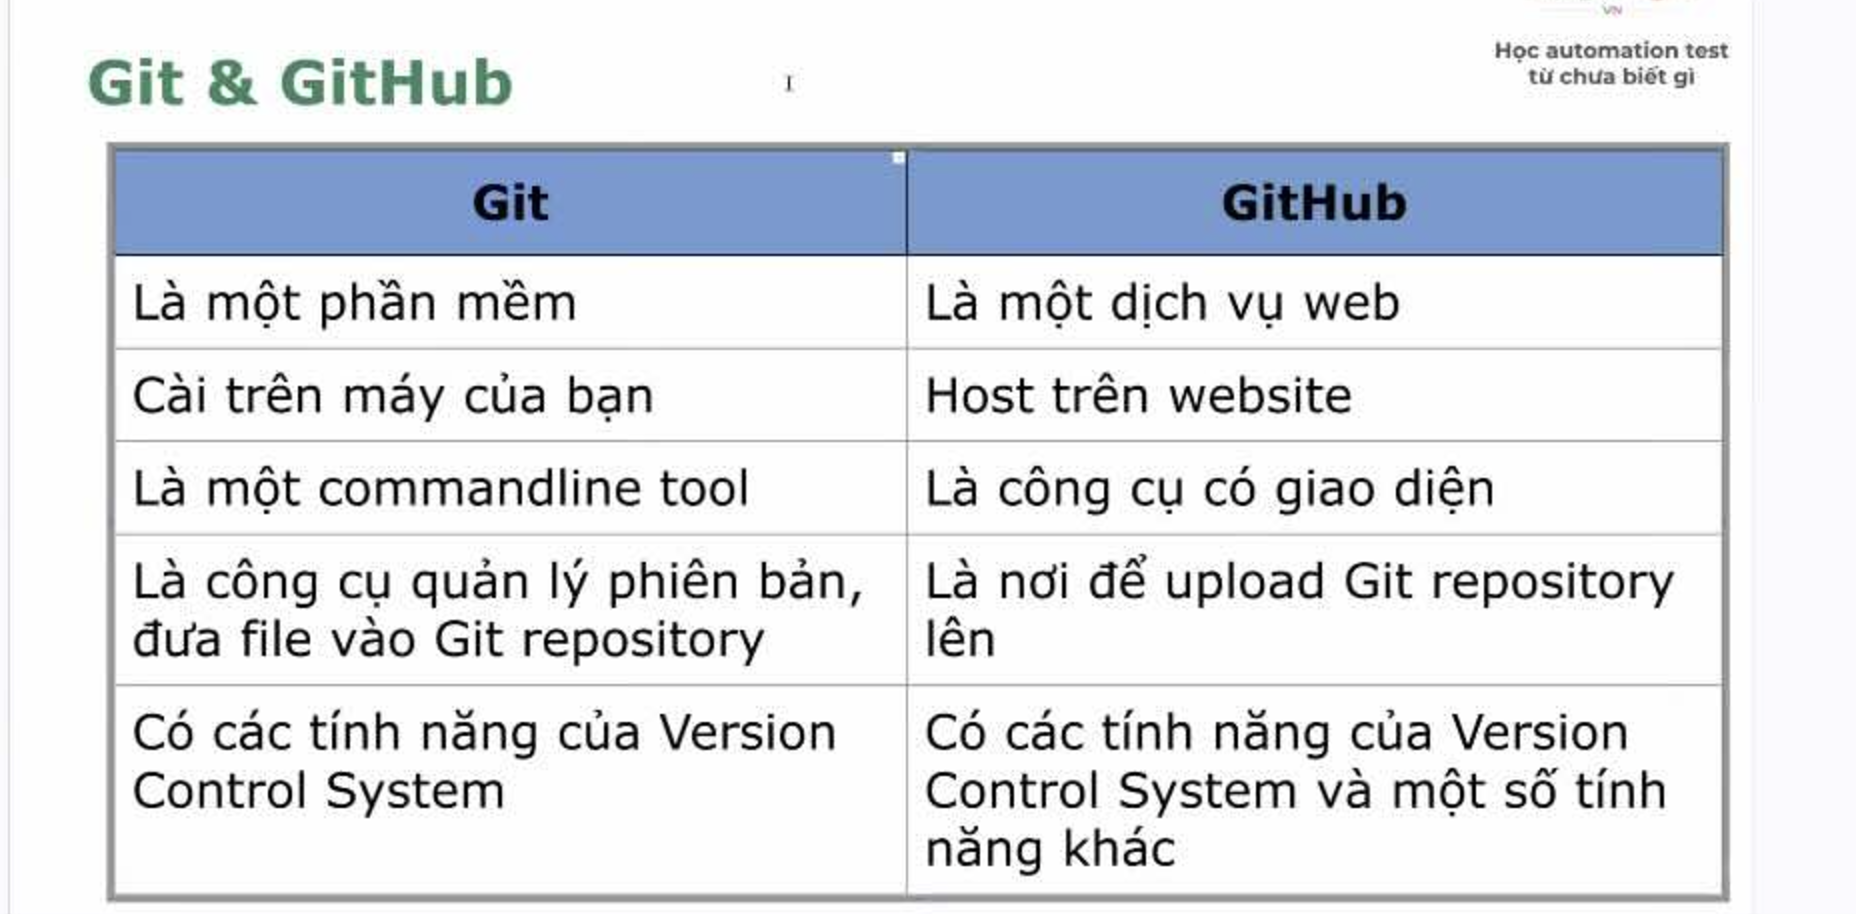 VN
Học automation test
từ chưa biết gì
Git & GitHub
Git
GitHub
Là một phần mềm
Là một dịch vụ web
Cài trên máy của bạn
Host trên website
Là một commandline tool
Là công cụ có giao diện
Là công cụ quản lý phiên bản,
đưa file vào Git repository
Là nơi để upload Git repository
lên
Có các tính năng của Version
Control System
Có các tính năng của Version
Control System và một số tính
năng khác